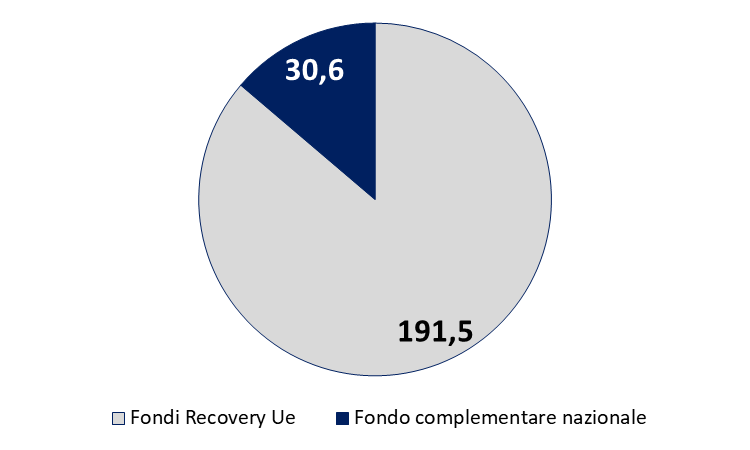 30,6
191,5
Fondi Recovery Ue
Fondo complementare nazionale